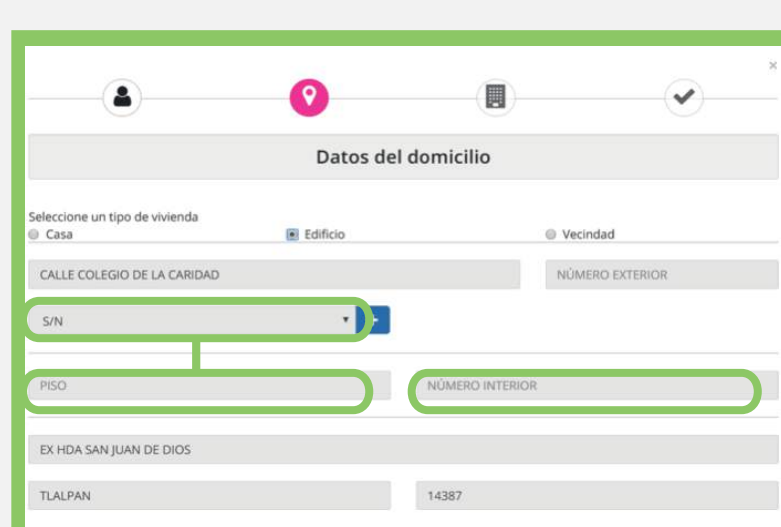 ×
Datos del domicilio
Seleccione un tipo de vivienda
Casa
Edificio
Vecindad
CALLE COLEGIO DE LA CARIDAD
NÚMERO EXTERIOR
S/N
+
PISO
NÚMERO INTERIOR
EX HDA SAN JUAN DE DIOS
TLALPAN
14387